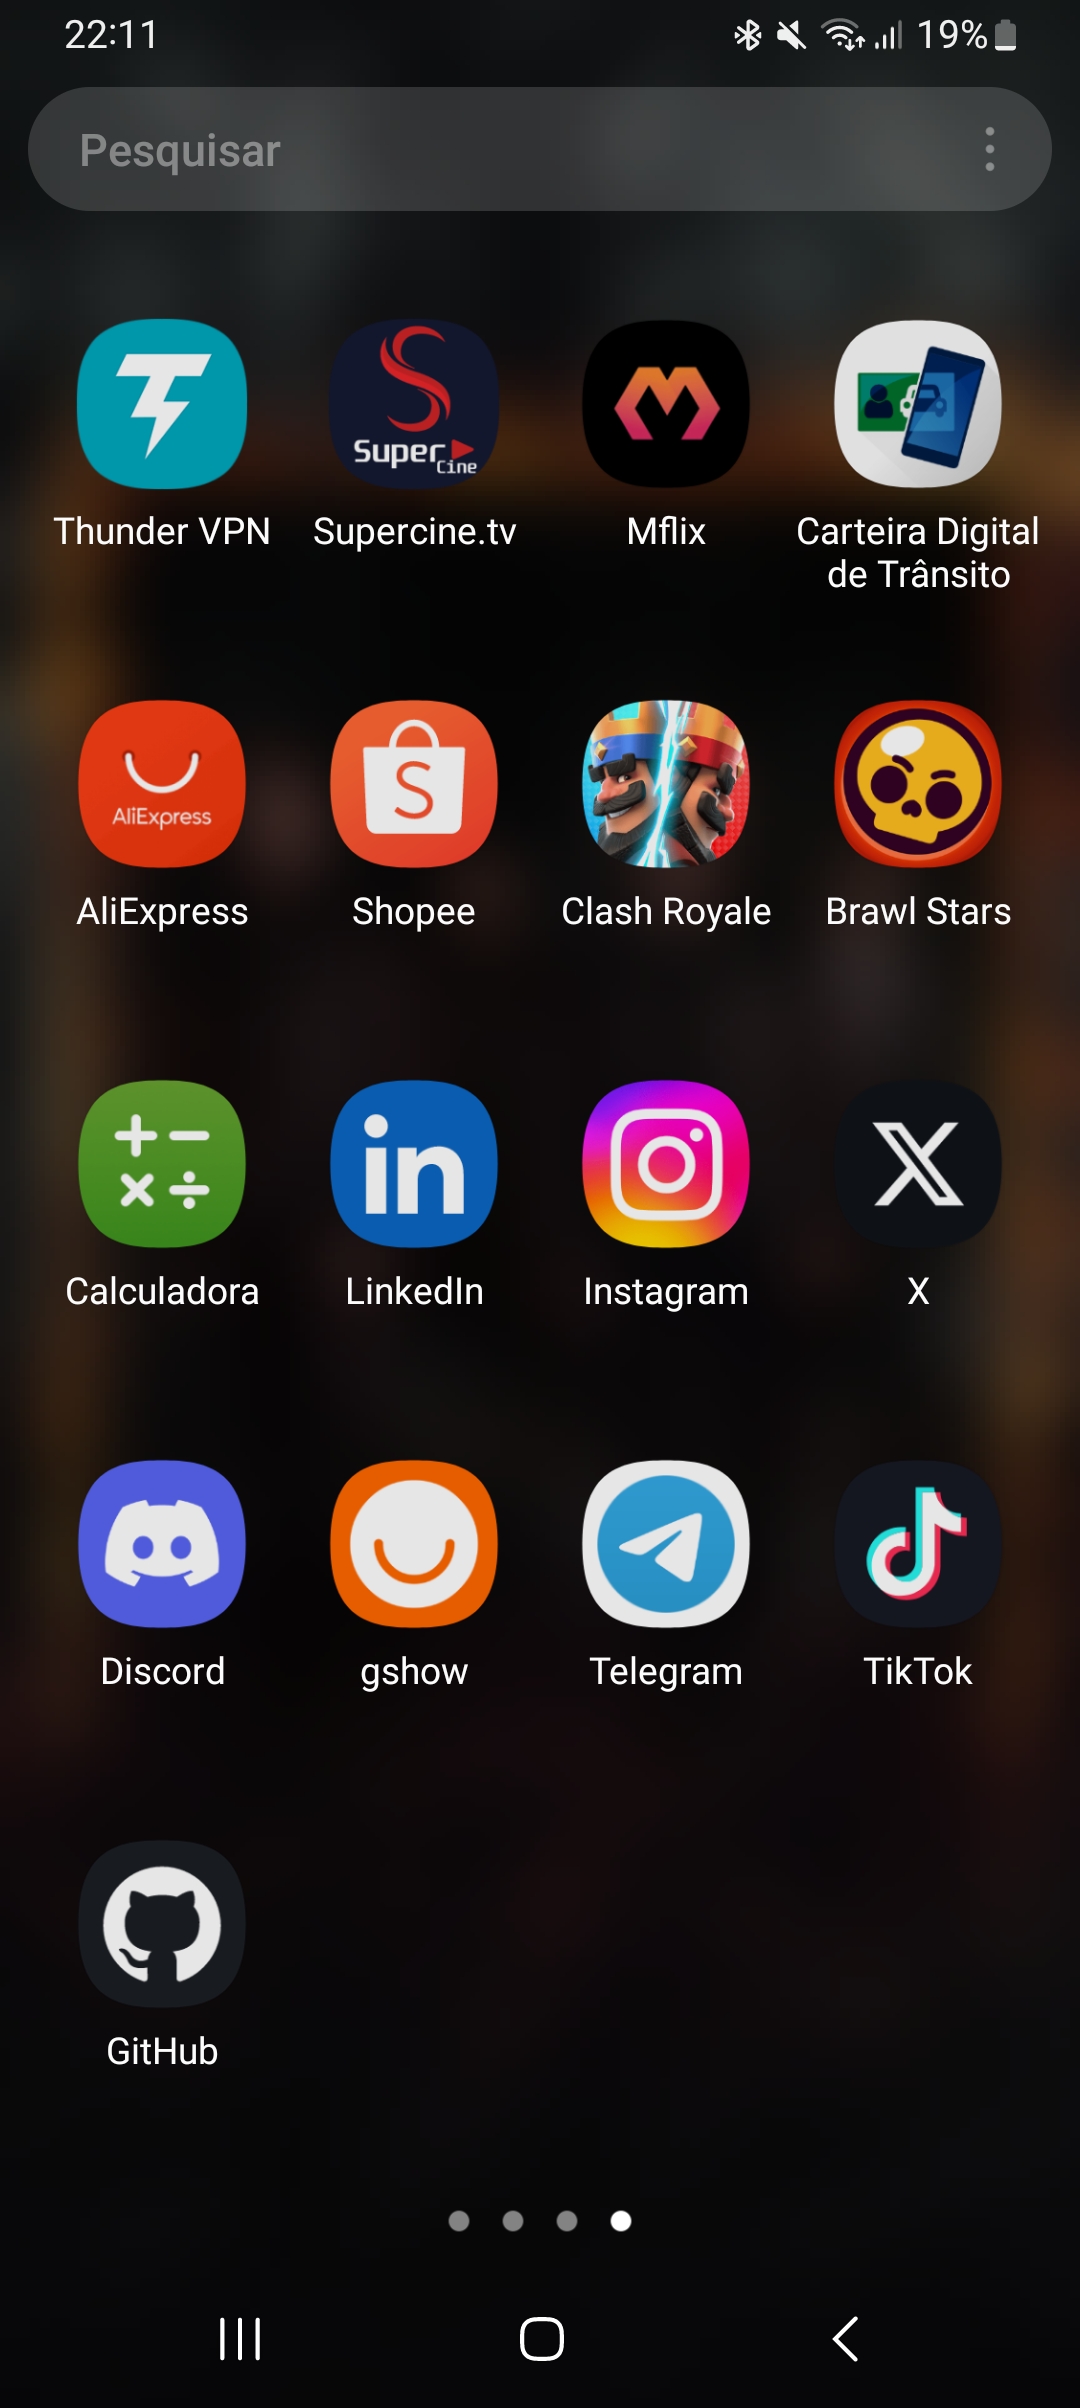 22:11 19%
Pesquisar
Super
Cine
Thunder VPN Supercine.tv Mflix Carteira Digital
de Trânsito
AliExpress
AliExpress Shopee Clash Royale Brawl Stars
in
Calculadora LinkedIn Instagram X
Discord gshow Telegram TikTok
GitHub